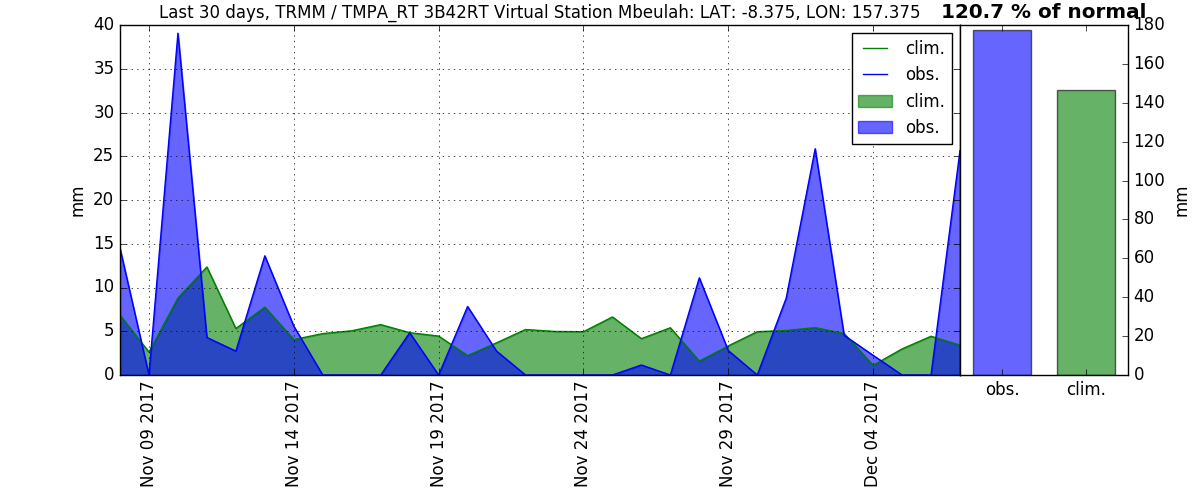 Last 30 days, TRMM / TMPA_RT 3B42RT Virtual Station Mbeulah: LAT: -8.375, LON: 157.375
120.7 % of normal
40
35
30
25
20
15
10
5
0
mm
clim.
obs.
clim.
obs.
180
160
140
120
100
80
60
40
20
0
mm
obs.
clim.
Nov 09 2017
Nov 14 2017
Nov 19 2017
Nov 24 2017
Nov 29 2017
Dec 04 2017